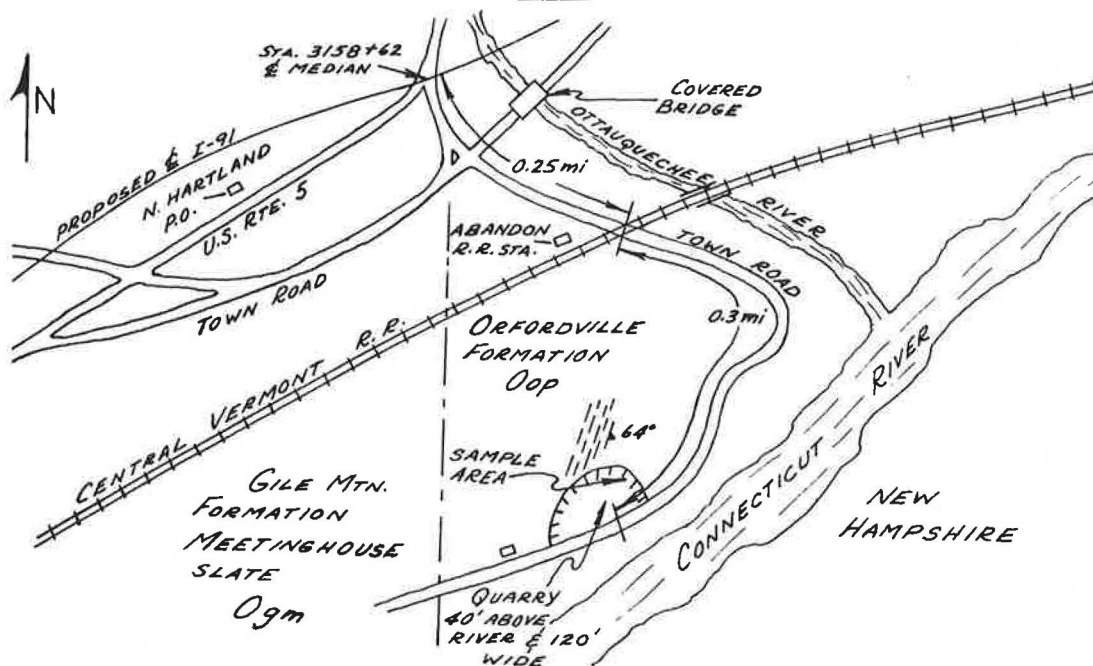 STA. 3158+62
℄ MEDIAN
N
COVERED
BRIDGE
OTTAUQUECHEE
RIVER
PROPOSED ℄ I-91
N. HARTLAND
P.O.
U.S. RTE. 5
0.25 mi
ABANDON
R.R. STA.
TOWN ROAD
TOWN ROAD
0.3 mi
ORFORDVILLE
FORMATION
Oop
CENTRAL VERMONT R.R.
64°
SAMPLE
AREA
GILE MTN.
FORMATION
MEETINGHOUSE
SLATE
Ogm
CONNECTICUT RIVER
NEW
HAMPSHIRE
QUARRY
40' ABOVE
RIVER & 120'
WIDE